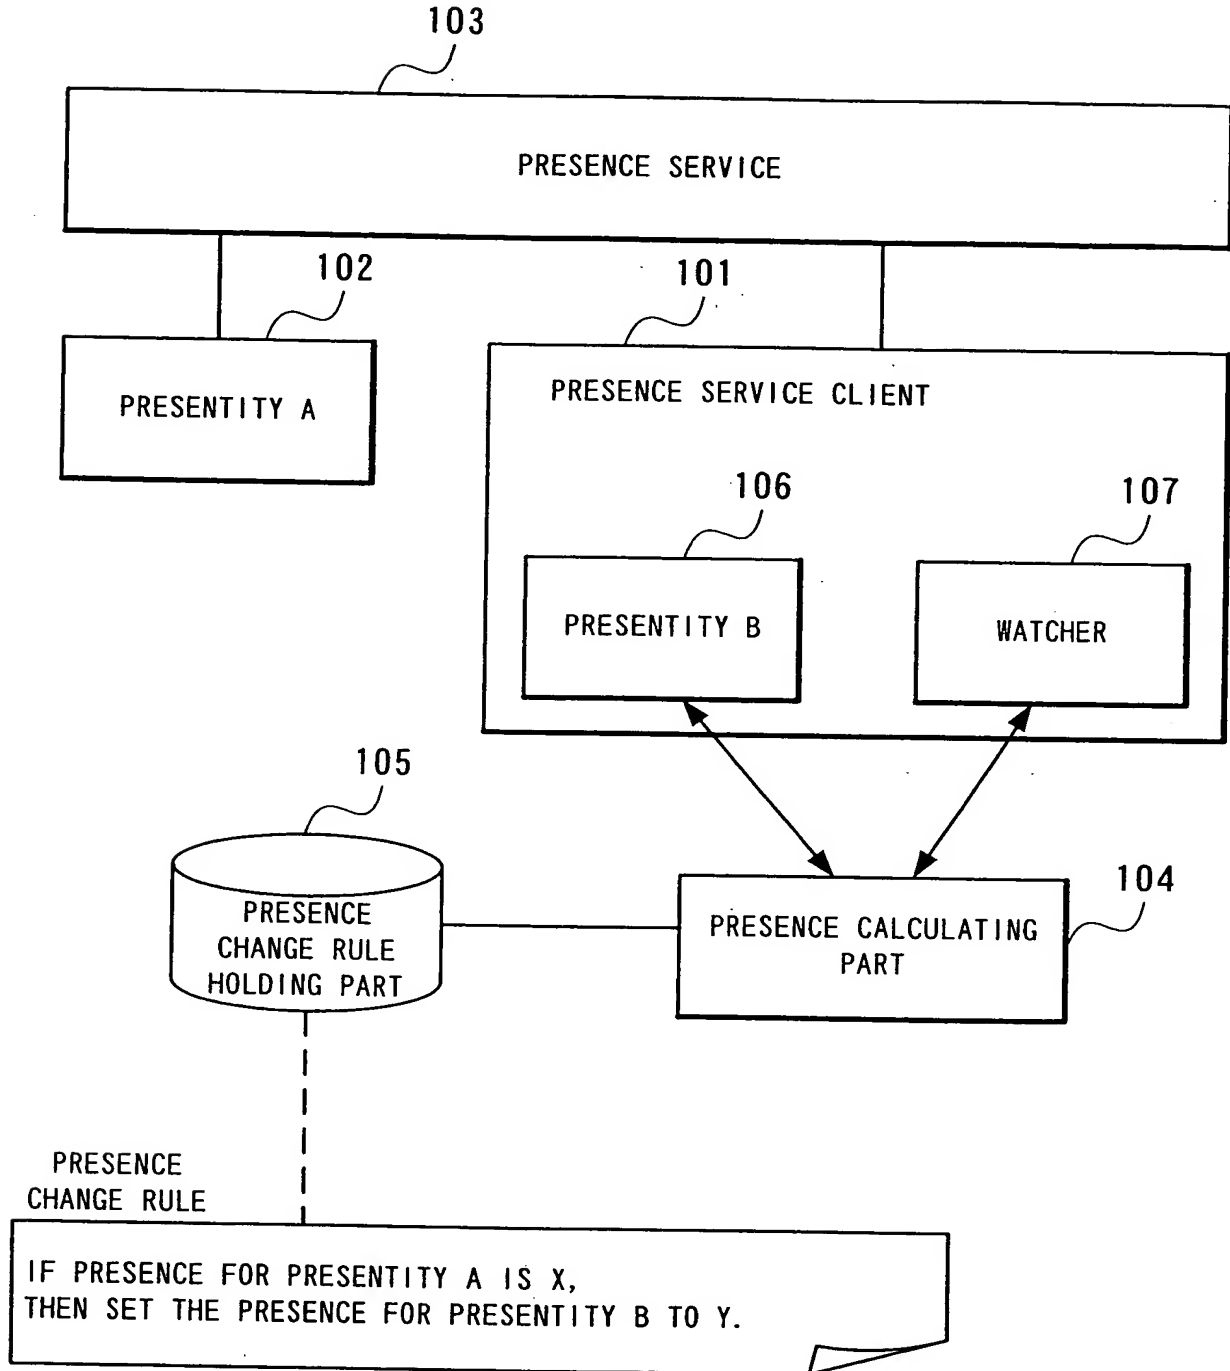 103
PRESENCE SERVICE
102
101
PRESENTITY A
PRESENCE SERVICE CLIENT
106
107
PRESENTITY B
WATCHER
105
104
PRESENCE
CHANGE RULE
HOLDING PART
PRESENCE CALCULATING
PART
PRESENCE
CHANGE RULE
IF PRESENCE FOR PRESENTITY A IS X,
THEN SET THE PRESENCE FOR PRESENTITY B TO Y.